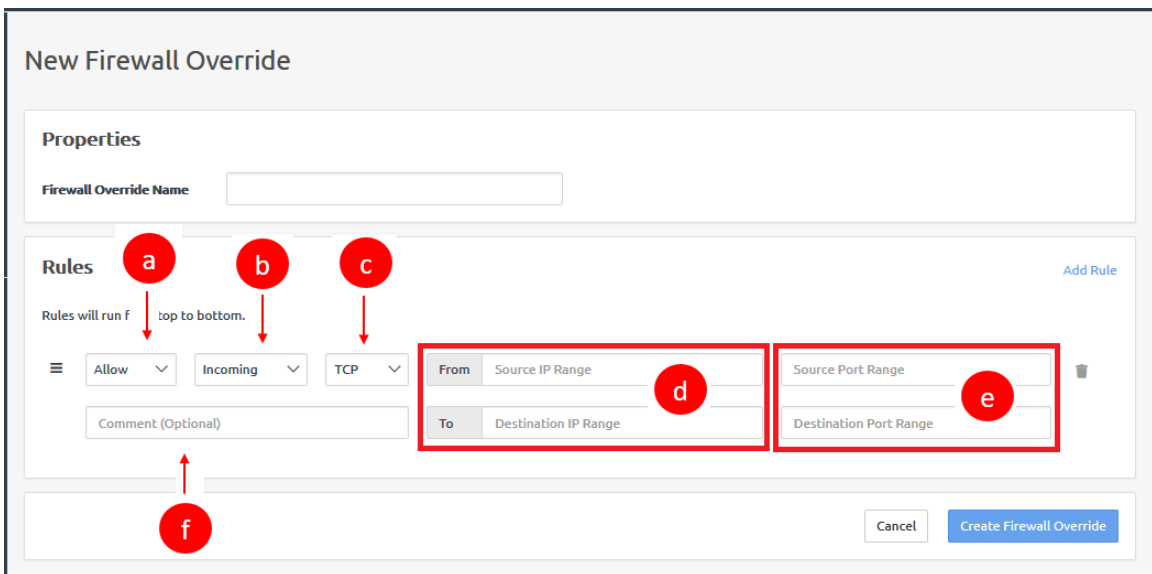 New Firewall Override
Properties
Firewall Override Name
a
b
c
Rules
Add Rule
Rules will run f top to bottom.
Allow
Incoming
TCP
From
Source IP Range
d
Source Port Range
e
Comment (Optional)
To
Destination IP Range
Destination Port Range
f
Cancel
Create Firewall Override